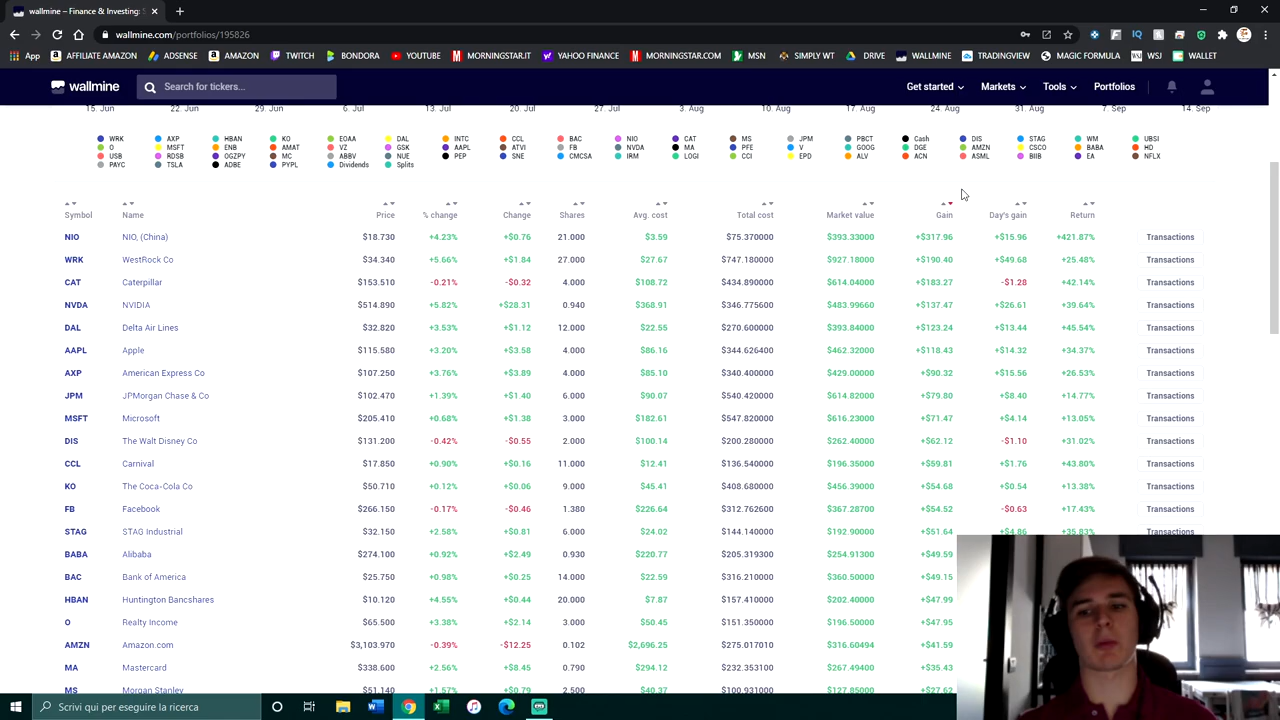 Finance & Investing :
wallmine.com/portfolios/195826
App AFFILIATE AMAZON ADSENSE AMAZON TWITCH BONDORA YOUTUBE MORNINGSTAR.IT YAHOO FINANCE MORNINGSTAR.COM MSN SIMPLY WT DRIVE WALLMINE TRADINGVIEW MAGIC FORMULA WSJ WALLET
wallmine Search for tickers... Get started Markets Tools Portfolios
15. Jun 22. Jun 29. Jun 6. Jul 13. Jul 20. Jul 27. Jul 3. Aug 10. Aug 17. Aug 24. Aug 31. Aug 7. Sep 14. Sep
WRK AXP HBAN KO EOAA DAL INTC CCL BAC NIO CAT MS JPM PBCT Cash DIS STAG WM UBSI
O MSFT ENB AMAT VZ GSK AAPL ATVI FB NVDA MA PFE V GOOG DGE AMZN CSCO BABA HD
USB RDSB OGZPY MC ABBV NUE PEP SNE CMCSA IRM LOGI CCI EPD ALV ACN ASML BIIB EA NFLX
PAYC TSLA ADBE PYPL Dividends Splits
Symbol Name Price % change Change Shares Avg. cost Total cost Market value Gain Day's gain Return
NIO NIO, (China) $18.730 +4.23% +$0.76 21.000 $3.59 $75.370000 $393.33000 +$317.96 +$15.96 +421.87% Transactions
WRK WestRock Co $34.340 +5.66% +$1.84 27.000 $27.67 $747.180000 $927.18000 +$190.40 +$49.68 +25.48% Transactions
CAT Caterpillar $153.510 -0.21% -$0.32 4.000 $108.72 $434.890000 $614.04000 +$183.27 -$1.28 +42.14% Transactions
NVDA NVIDIA $514.890 +5.82% +$28.31 0.940 $368.91 $346.775600 $483.99660 +$137.47 +$26.61 +39.64% Transactions
DAL Delta Air Lines $32.820 +3.53% +$1.12 12.000 $22.55 $270.600000 $393.84000 +$123.24 +$13.44 +45.54% Transactions
AAPL Apple $115.580 +3.20% +$3.58 4.000 $86.16 $344.626400 $462.32000 +$118.43 +$14.32 +34.37% Transactions
AXP American Express Co $107.250 +3.76% +$3.89 4.000 $85.10 $340.400000 $429.00000 +$90.32 +$15.56 +26.53% Transactions
JPM JPMorgan Chase & Co $102.470 +1.39% +$1.40 6.000 $90.07 $540.420000 $614.82000 +$79.80 +$8.40 +14.77% Transactions
MSFT Microsoft $205.410 +0.68% +$1.38 3.000 $182.61 $547.820000 $616.23000 +$71.47 +$4.14 +13.05% Transactions
DIS The Walt Disney Co $131.200 -0.42% -$0.55 2.000 $100.14 $200.280000 $262.40000 +$62.12 -$1.10 +31.02% Transactions
CCL Carnival $17.850 +0.90% +$0.16 11.000 $12.41 $136.540000 $196.35000 +$59.81 +$1.76 +43.80% Transactions
KO The Coca-Cola Co $50.710 +0.12% +$0.06 9.000 $45.41 $408.680000 $456.39000 +$54.68 +$0.54 +13.38% Transactions
FB Facebook $266.150 -0.17% -$0.46 1.380 $226.64 $312.762600 $367.28700 +$54.52 -$0.63 +17.43% Transactions
STAG STAG Industrial $32.150 +2.58% +$0.81 6.000 $24.02 $144.140000 $192.90000 +$51.64 +$4.86 +35.83% Transactions
BABA Alibaba $274.100 +0.92% +$2.49 0.930 $220.77 $205.319300 $254.91300 +$49.59
BAC Bank of America $25.750 +0.98% +$0.25 14.000 $22.59 $316.210000 $360.50000 +$49.15
HBAN Huntington Bancshares $10.120 +4.55% +$0.44 20.000 $7.87 $157.410000 $202.40000 +$47.99
O Realty Income $65.500 +3.38% +$2.14 3.000 $50.45 $151.350000 $196.50000 +$47.95
AMZN Amazon.com $3,103.970 -0.39% -$12.25 0.102 $2,696.25 $275.017010 $316.60494 +$41.59
MA Mastercard $338.600 +2.56% +$8.45 0.790 $294.12 $232.353100 $267.49400 +$35.43
MS Morgan Stanley $51.140 +1.57% +$0.79 2.500 $40.37 $100.931000 $127.85000 +$27.62
Scrivi qui per eseguire la ricerca